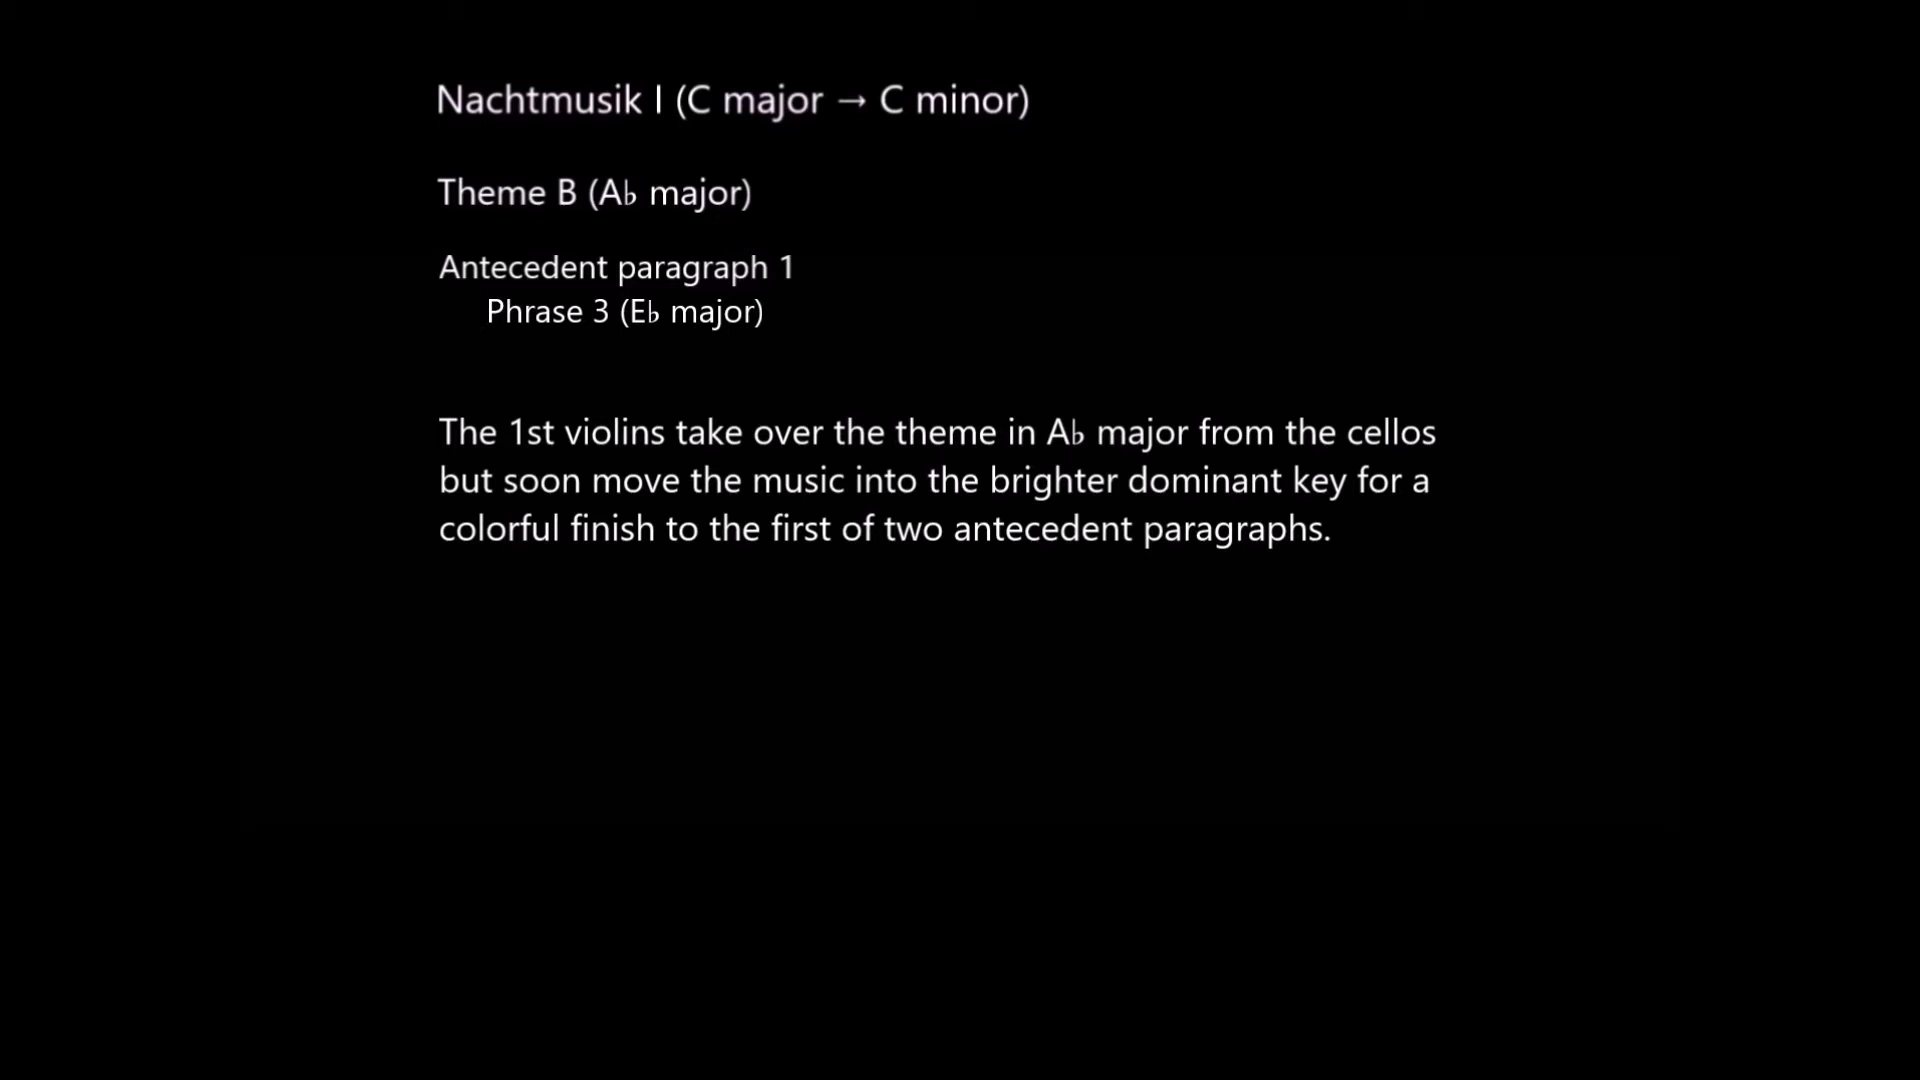 Nachtmusik I (C major → C minor)
Theme B (A♭ major)
Antecedent paragraph 1
Phrase 3 (E♭ major)
The 1st violins take over the theme in A♭ major from the cellos
but soon move the music into the brighter dominant key for a
colorful finish to the first of two antecedent paragraphs.